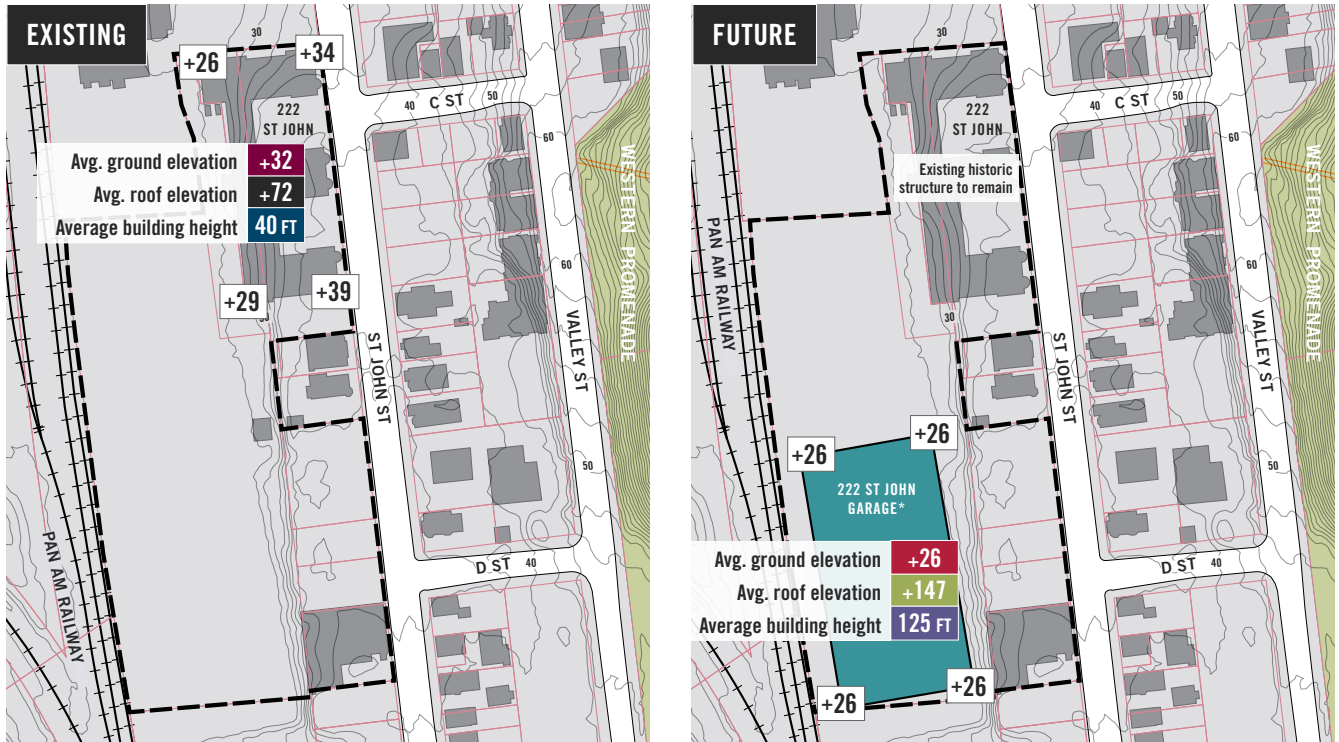 EXISTING
30
+26
+34
222
ST JOHN
40
C ST
50
60
Avg. ground elevation +32
Avg. roof elevation +72
Average building height 40 FT
WESTERN PROMENADE
60
+29
+39
30
ST JOHN ST
VALLEY ST
50
PAN AM RAILWAY
D ST
40
FUTURE
30
222
ST JOHN
40
C ST
50
60
Existing historic
structure to remain
WESTERN PROMENADE
PAN AM RAILWAY
60
30
ST JOHN ST
VALLEY ST
+26
+26
50
222 ST JOHN
GARAGE*
Avg. ground elevation +26
Avg. roof elevation +147
Average building height 125 FT
D ST
40
+26
+26